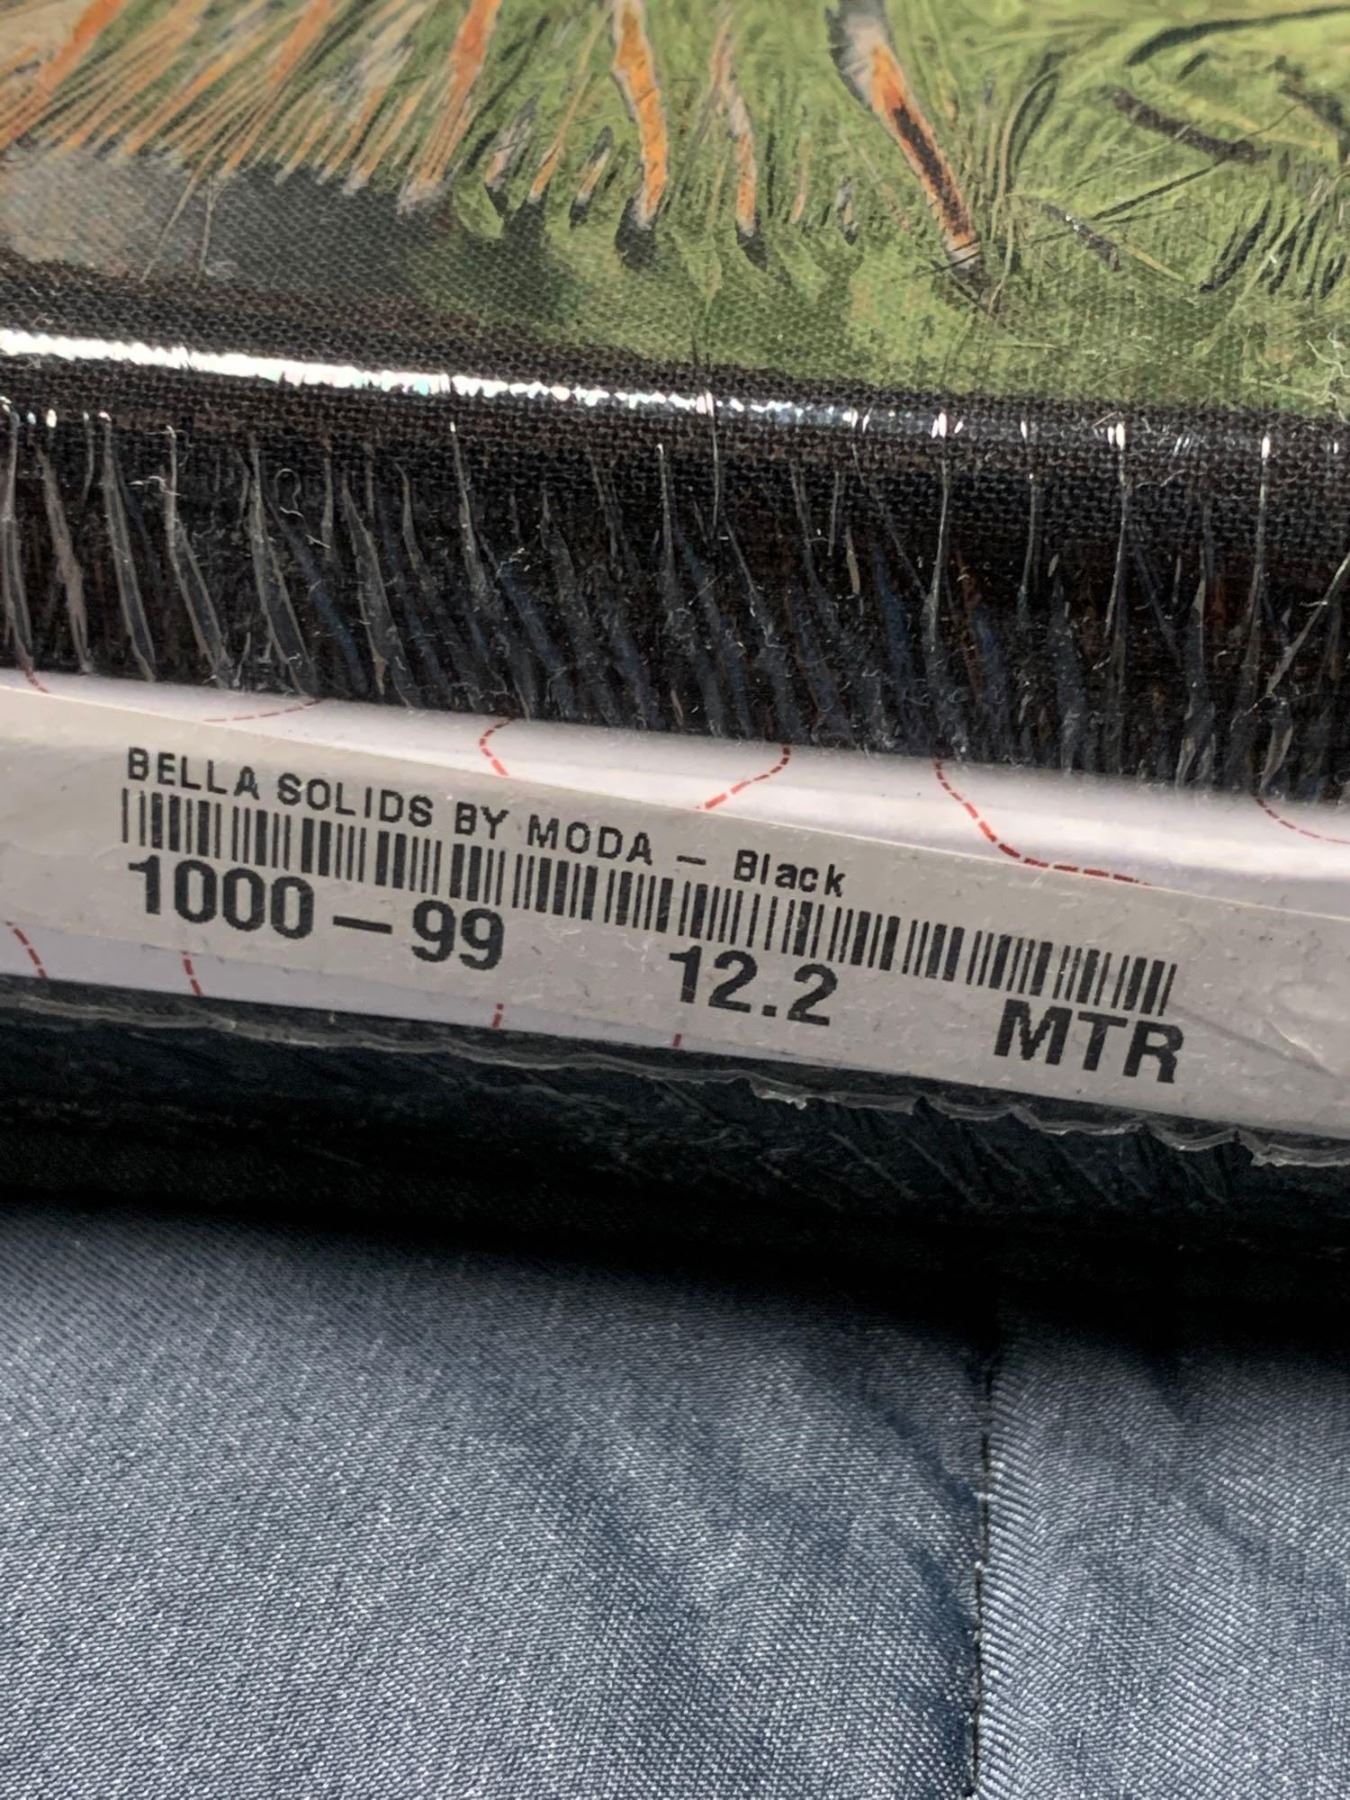 BELLA SOLIDS BY MODA — Black
1000-99 12.2 MTR